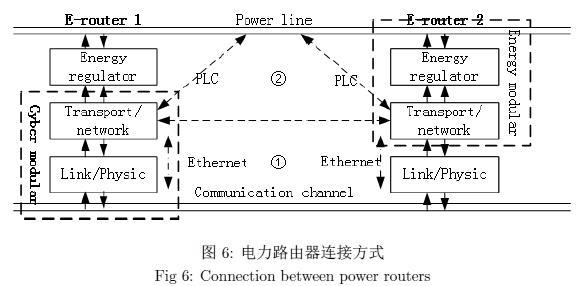 E-router 1
Power line
E-router 2
Energy
regulator
PLC
②
PLC
Energy
regulator
Energy modular
Cyber modular
Transport/
network
Transport/
network
Ethernet
①
Ethernet
Link/Physic
Link/Physic
Communication channel
图 6: 电力路由器连接方式
Fig 6: Connection between power routers